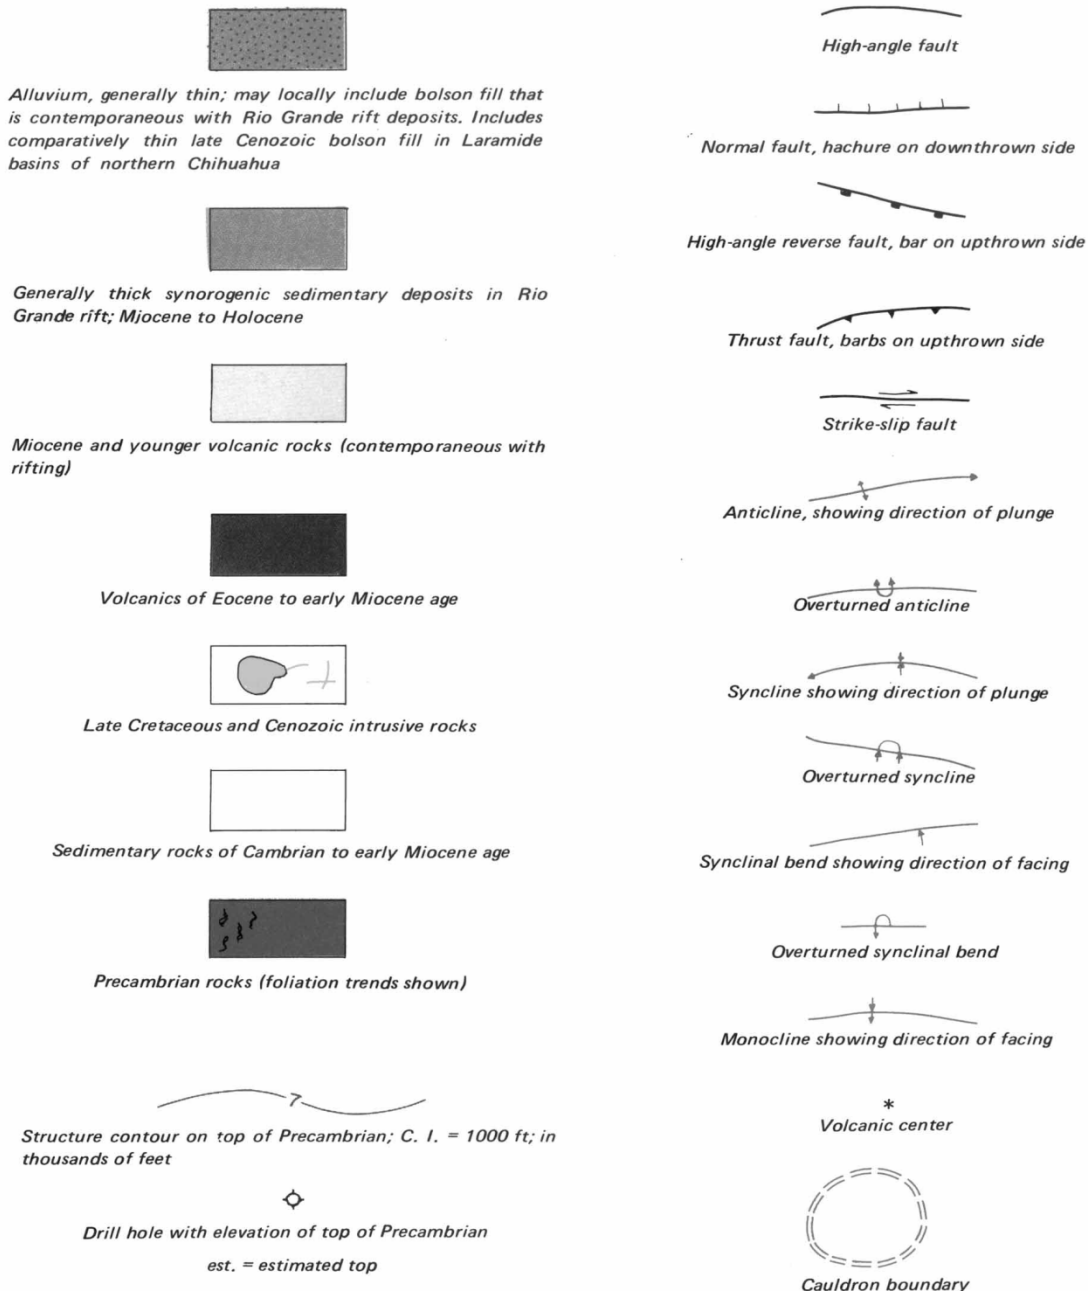 Alluvium, generally thin; may locally include bolson fill that
is contemporaneous with Rio Grande rift deposits. Includes
comparatively thin late Cenozoic bolson fill in Laramide
basins of northern Chihuahua
Generally thick synorogenic sedimentary deposits in Rio
Grande rift; Miocene to Holocene
Miocene and younger volcanic rocks (contemporaneous with
rifting)
Volcanics of Eocene to early Miocene age
Late Cretaceous and Cenozoic intrusive rocks
Sedimentary rocks of Cambrian to early Miocene age
Precambrian rocks (foliation trends shown)
7
Structure contour on top of Precambrian; C. I. = 1000 ft; in
thousands of feet
Drill hole with elevation of top of Precambrian
est. = estimated top
High-angle fault
Normal fault, hachure on downthrown side
High-angle reverse fault, bar on upthrown side
Thrust fault, barbs on upthrown side
Strike-slip fault
Anticline, showing direction of plunge
Overturned anticline
Syncline showing direction of plunge
Overturned syncline
Synclinal bend showing direction of facing
Overturned synclinal bend
Monocline showing direction of facing
*
Volcanic center
Cauldron boundary